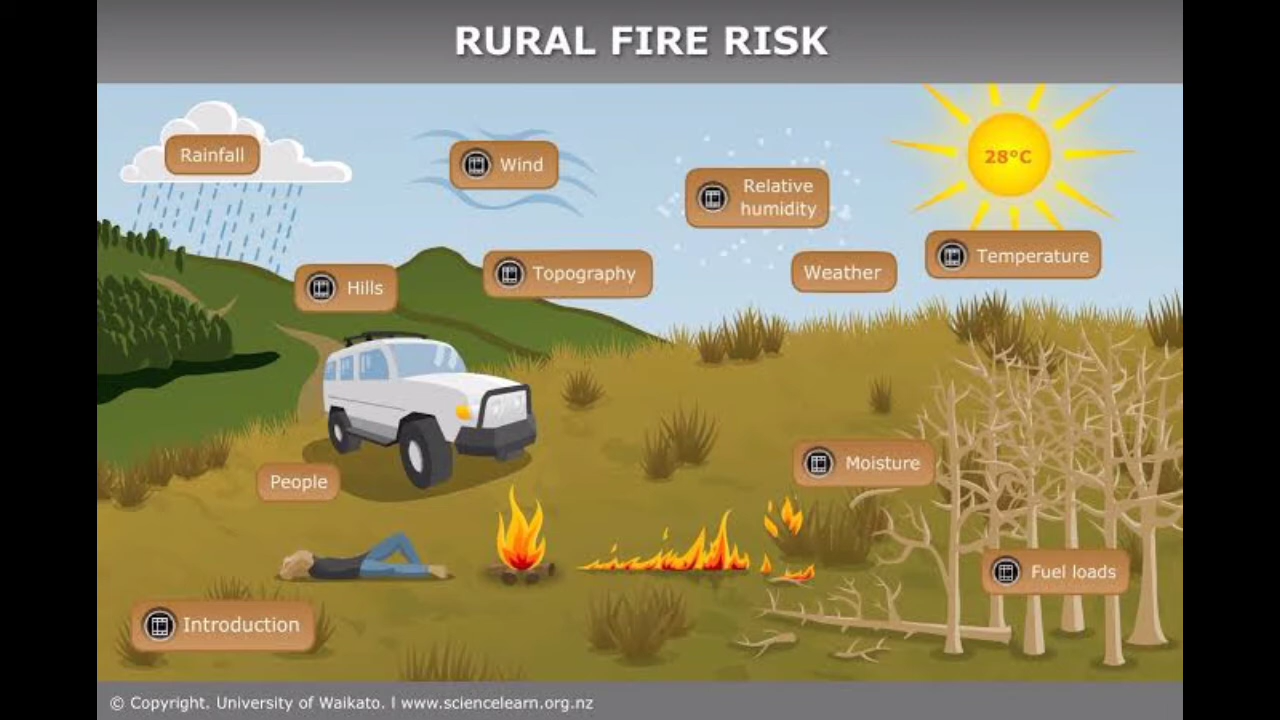 RURAL FIRE RISK
Rainfall
Wind
Relative
humidity
28°C
Hills
Topography
Weather
Temperature
People
Moisture
Fuel loads
Introduction
© Copyright. University of Waikato. I www.sciencelearn.org.nz